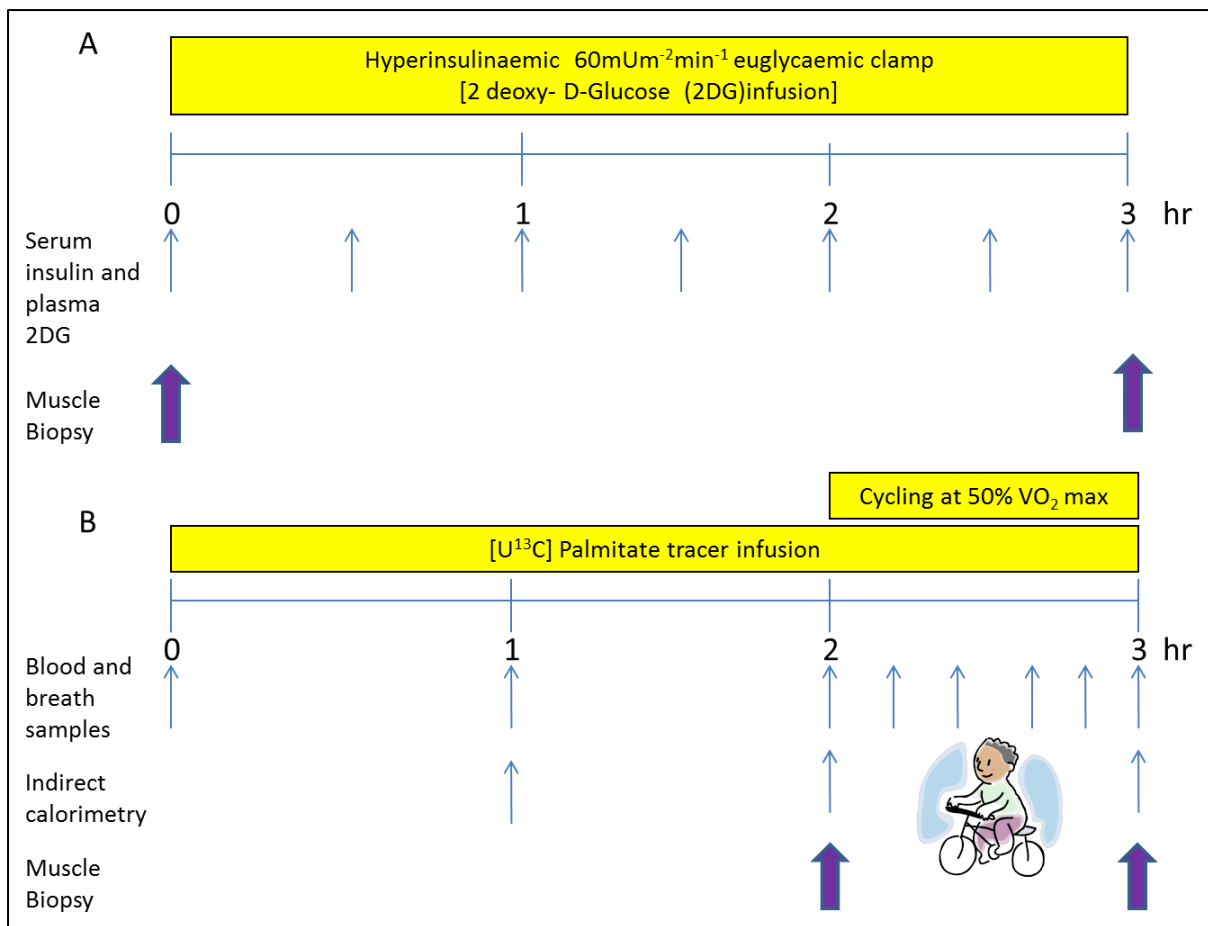 A
Hyperinsulinaemic 60mUm⁻²min⁻¹ euglycaemic clamp
[2 deoxy- D-Glucose (2DG)infusion]
0 1 2 3 hr
Serum
insulin and
plasma
2DG
Muscle
Biopsy
Cycling at 50% VO₂ max
B
[U¹³C] Palmitate tracer infusion
0 1 2 3 hr
Blood and
breath
samples
Indirect
calorimetry
Muscle
Biopsy